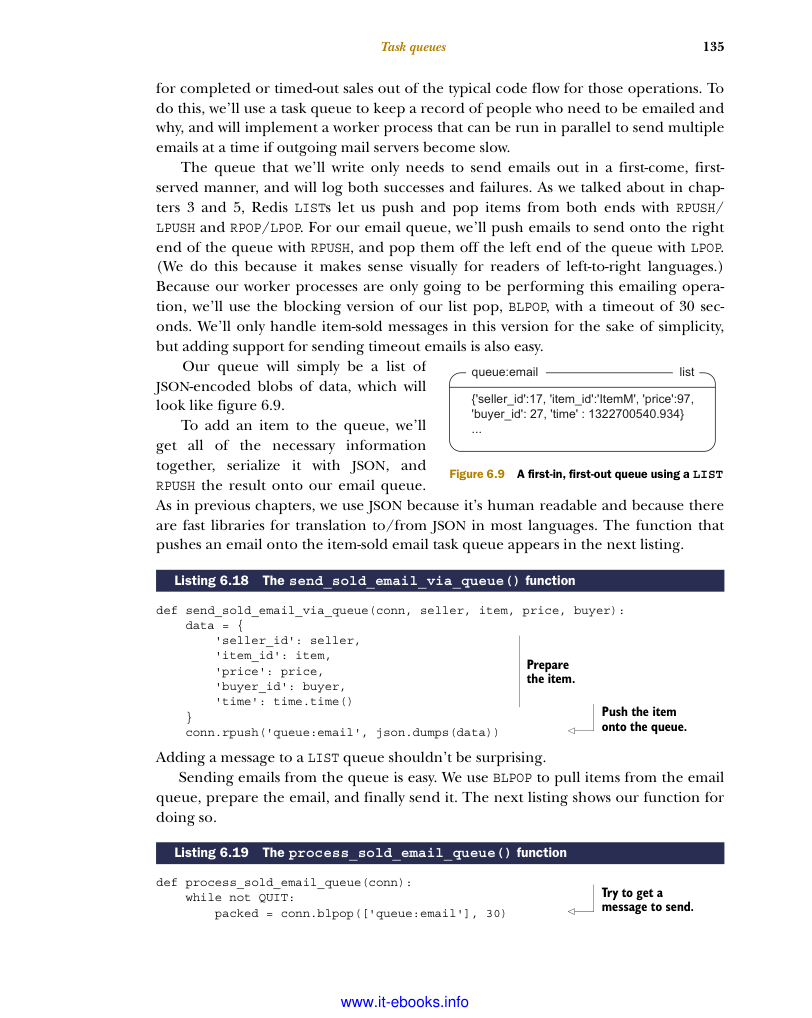 Task queues 135
for completed or timed-out sales out of the typical code flow for those operations. To
do this, we'll use a task queue to keep a record of people who need to be emailed and
why, and will implement a worker process that can be run in parallel to send multiple
emails at a time if outgoing mail servers become slow.
The queue that we'll write only needs to send emails out in a first-come, first-
served manner, and will log both successes and failures. As we talked about in chap-
ters 3 and 5, Redis LISTs let us push and pop items from both ends with RPUSH/
LPUSH and RPOP/LPOP. For our email queue, we'll push emails to send onto the right
end of the queue with RPUSH, and pop them off the left end of the queue with LPOP.
(We do this because it makes sense visually for readers of left-to-right languages.)
Because our worker processes are only going to be performing this emailing opera-
tion, we'll use the blocking version of our list pop, BLPOP, with a timeout of 30 sec-
onds. We'll only handle item-sold messages in this version for the sake of simplicity,
but adding support for sending timeout emails is also easy.
Our queue will simply be a list of
JSON-encoded blobs of data, which will
look like figure 6.9.
To add an item to the queue, we'll
get all of the necessary information
together, serialize it with JSON, and
RPUSH the result onto our email queue.
queue:email list
{'seller_id':17, 'item_id':'ItemM', 'price':97,
'buyer_id': 27, 'time' : 1322700540.934}
...
Figure 6.9 A first-in, first-out queue using a LIST
As in previous chapters, we use JSON because it's human readable and because there
are fast libraries for translation to/from JSON in most languages. The function that
pushes an email onto the item-sold email task queue appears in the next listing.
Listing 6.18 The send_sold_email_via_queue() function
def send_sold_email_via_queue(conn, seller, item, price, buyer):
    data = {
        'seller_id': seller,
        'item_id': item,
        'price': price,
        'buyer_id': buyer,
        'time': time.time()
    }
    conn.rpush('queue:email', json.dumps(data))
Prepare
the item.
Push the item
onto the queue.
Adding a message to a LIST queue shouldn't be surprising.
Sending emails from the queue is easy. We use BLPOP to pull items from the email
queue, prepare the email, and finally send it. The next listing shows our function for
doing so.
Listing 6.19 The process_sold_email_queue() function
def process_sold_email_queue(conn):
    while not QUIT:
        packed = conn.blpop(['queue:email'], 30)
Try to get a
message to send.
www.it-ebooks.info